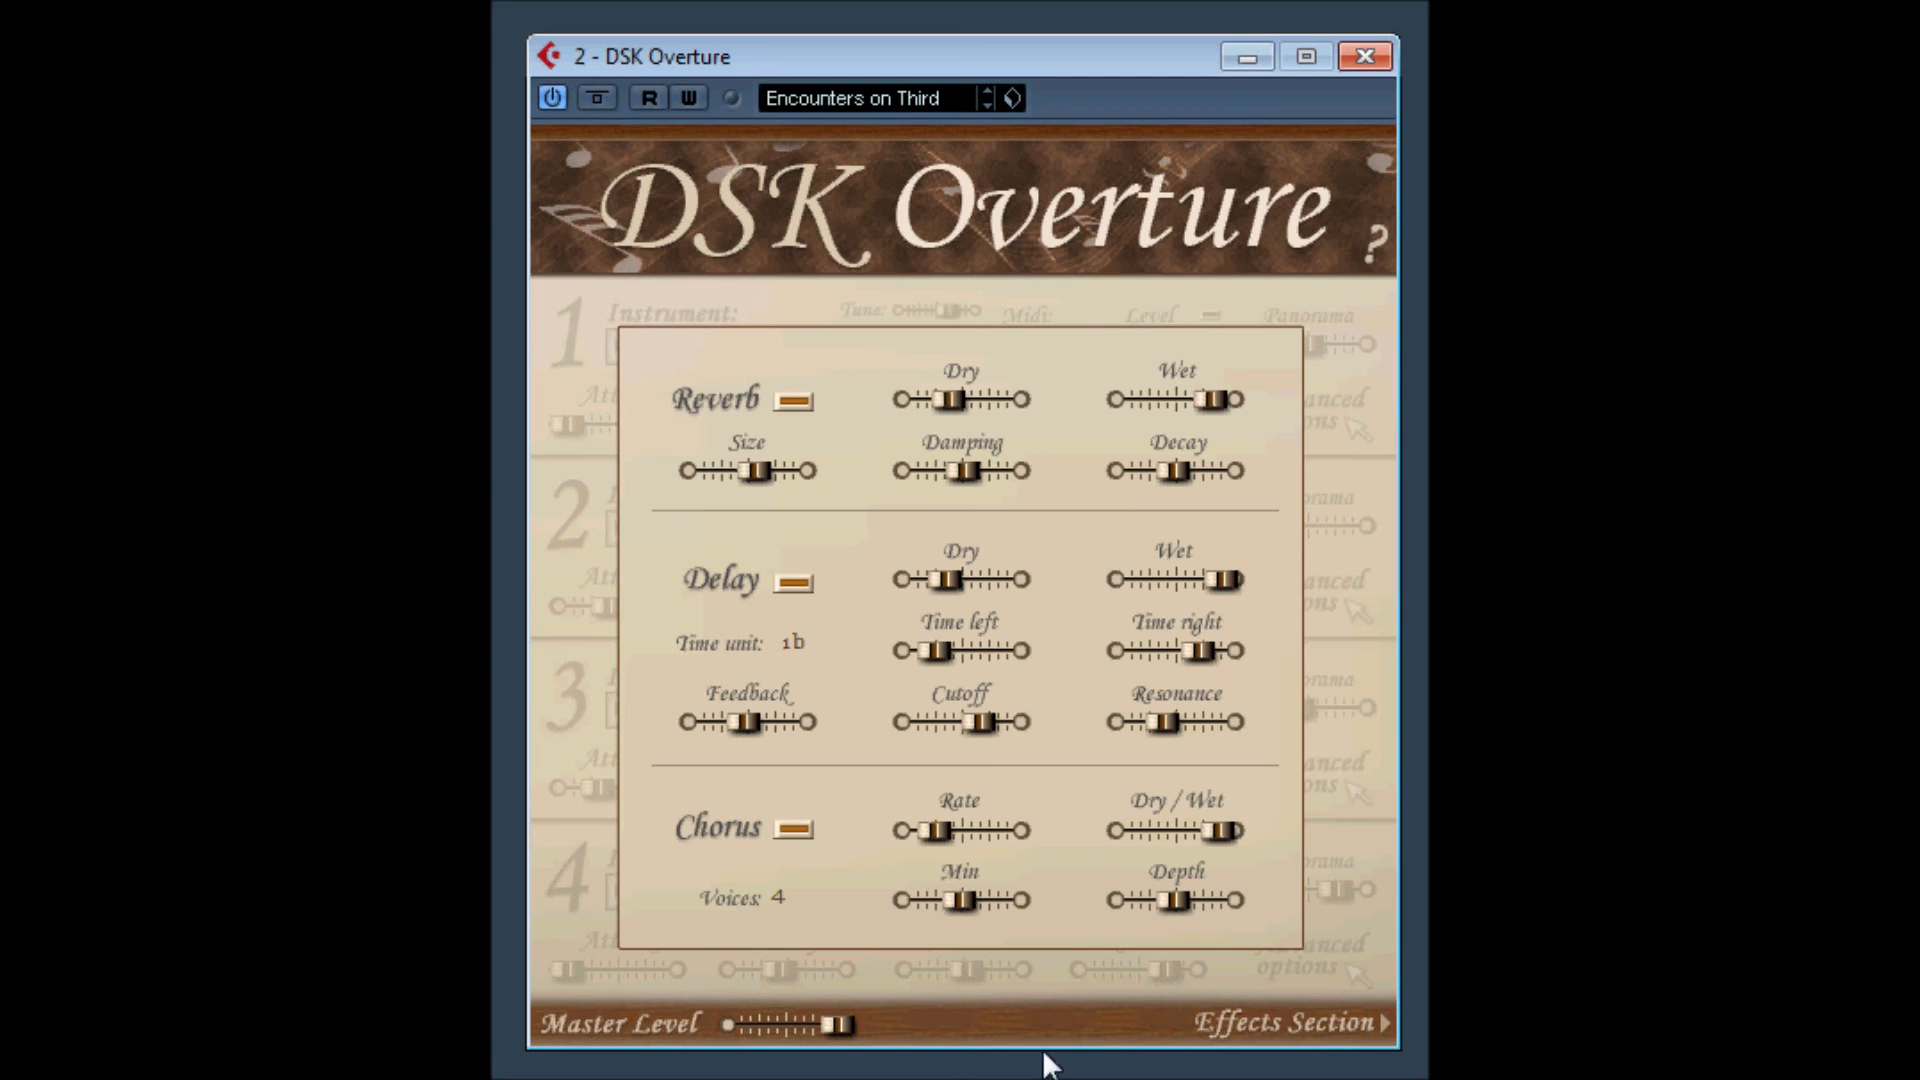 2 - DSK Overture
R W Encounters on Third
DSK Overture ?
1 Instrument: Tune: Midi: Level Panorama
Reverb Dry Wet
Size Damping Decay
2
Delay Dry Wet
Time unit: 1b Time left Time right
3
Feedback Cutoff Resonance
Chorus Rate Dry / Wet
4
Voices: 4 Min Depth
options
Master Level Effects Section